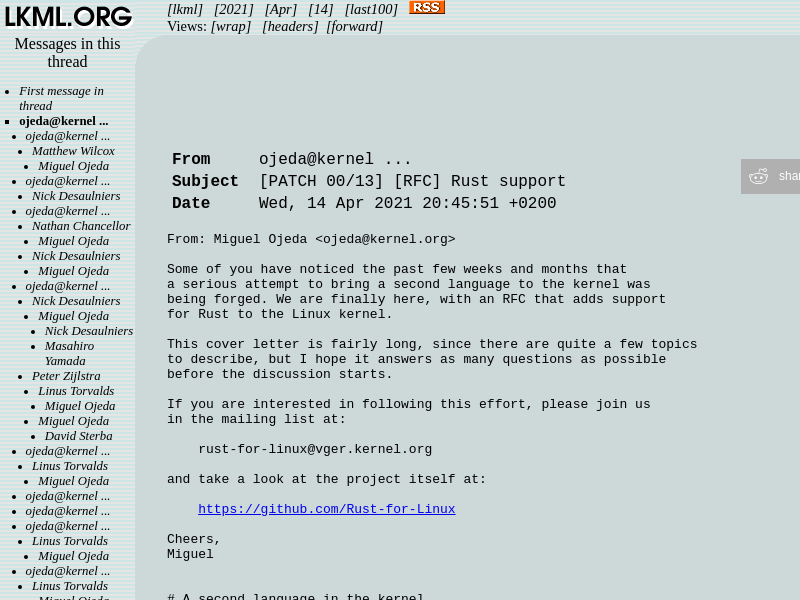 LKML.ORG
[lkml] [2021] [Apr] [14] [last100] RSS
Views: [wrap] [headers] [forward]
Messages in this
thread
First message in
thread
ojeda@kernel ...
ojeda@kernel ...
Matthew Wilcox
Miguel Ojeda
ojeda@kernel ...
Nick Desaulniers
ojeda@kernel ...
Nathan Chancellor
Miguel Ojeda
Nick Desaulniers
Miguel Ojeda
ojeda@kernel ...
Nick Desaulniers
Miguel Ojeda
Nick Desaulniers
Masahiro
Yamada
Peter Zijlstra
Linus Torvalds
Miguel Ojeda
Miguel Ojeda
David Sterba
ojeda@kernel ...
Linus Torvalds
Miguel Ojeda
ojeda@kernel ...
ojeda@kernel ...
ojeda@kernel ...
Linus Torvalds
Miguel Ojeda
ojeda@kernel ...
Linus Torvalds
Miguel Ojeda
From ojeda@kernel ...
Subject [PATCH 00/13] [RFC] Rust support
Date Wed, 14 Apr 2021 20:45:51 +0200
From: Miguel Ojeda <ojeda@kernel.org>
Some of you have noticed the past few weeks and months that
a serious attempt to bring a second language to the kernel was
being forged. We are finally here, with an RFC that adds support
for Rust to the Linux kernel.
This cover letter is fairly long, since there are quite a few topics
to describe, but I hope it answers as many questions as possible
before the discussion starts.
If you are interested in following this effort, please join us
in the mailing list at:
rust-for-linux@vger.kernel.org
and take a look at the project itself at:
https://github.com/Rust-for-Linux
Cheers,
Miguel
# A second language in the kernel
shar